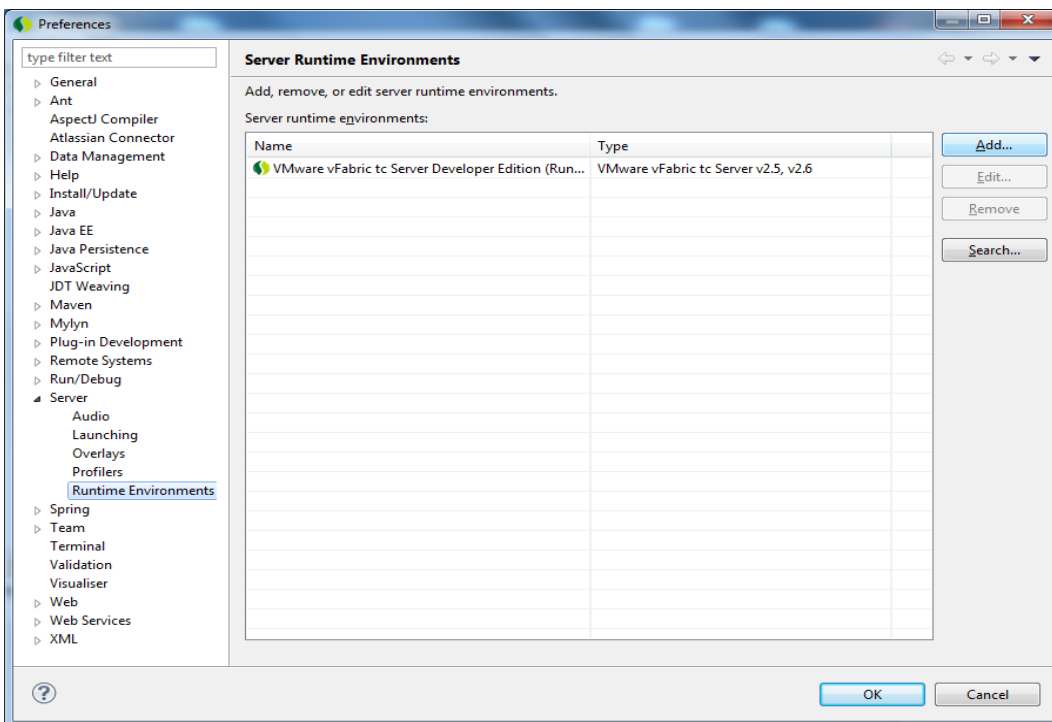 Preferences
type filter text
General
Ant
AspectJ Compiler
Atlassian Connector
Data Management
Help
Install/Update
Java
Java EE
Java Persistence
JavaScript
JDT Weaving
Maven
Mylyn
Plug-in Development
Remote Systems
Run/Debug
Server
Audio
Launching
Overlays
Profilers
Runtime Environments
Spring
Team
Terminal
Validation
Visualiser
Web
Web Services
XML
Server Runtime Environments
Add, remove, or edit server runtime environments.
Server runtime environments:
Name Type
VMware vFabric tc Server Developer Edition (Run... VMware vFabric tc Server v2.5, v2.6
Add...
Edit...
Remove
Search...
?
OK Cancel